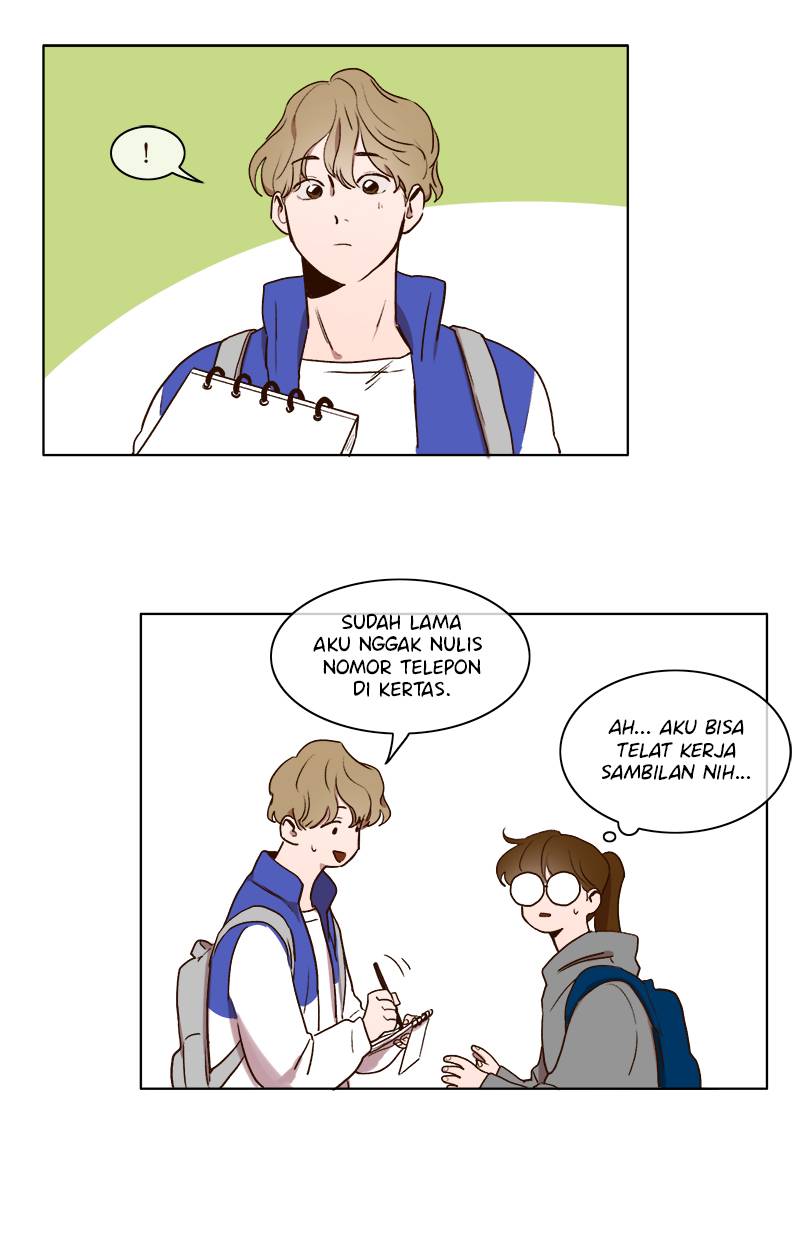 !
SUDAH LAMA
AKU NGGAK NULIS
NOMOR TELEPON
DI KERTAS.
AH... AKU BISA
TELAT KERJA
SAMBILAN NIH...